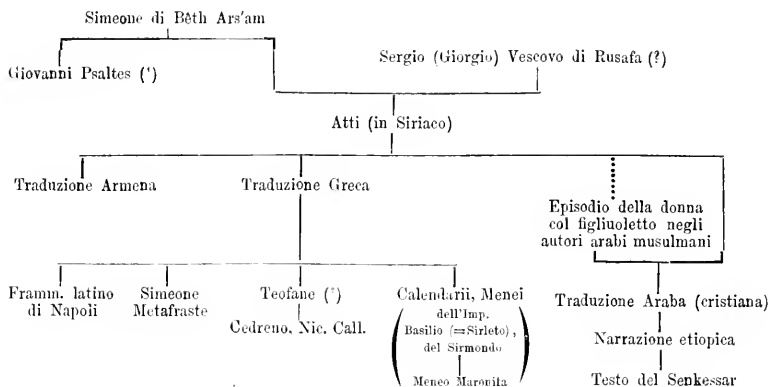 Simeone di Bêth Ars'am
Giovanni Psaltes (¹)
Sergio (Giorgio) Vescovo di Rusafa (?)
Atti (in Siriaco)
Traduzione Armena
Traduzione Greca
Episodio della donna
col figliuoletto negli
autori arabi musulmani
Framm. latino
di Napoli
Simeone
Metafraste
Teofane (²)
Cedreno, Nic. Call.
Calendarii, Menei
dell'Imp.
Basilio (=Sirleto),
del Sirmondo
Meneo Maronita
Traduzione Araba (cristiana)
Narrazione etiopica
Testo del Senkessar